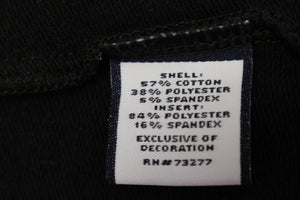 SHELL:
57% COTTON
38% POLYESTER
5% SPANDEX
INSERT:
84% POLYESTER
16% SPANDEX
EXCLUSIVE OF
DECORATION
RN#73277